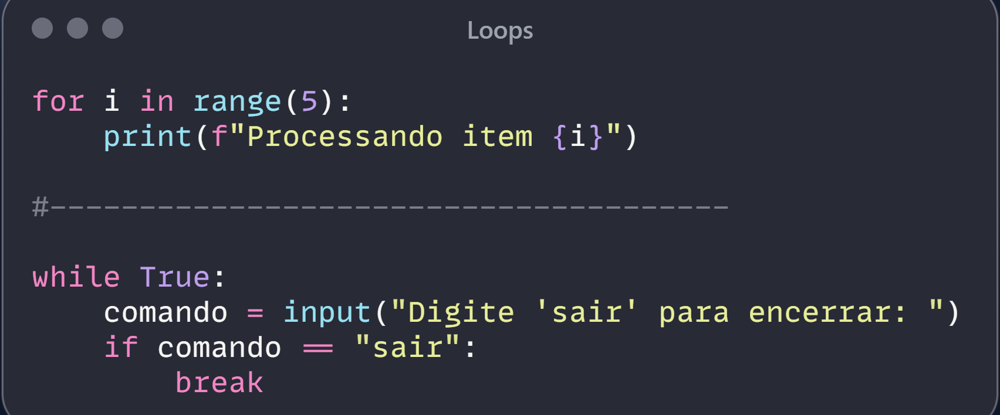 Loops
for i in range(5):
    print(f"Processando item {i}")
#--------------------------------------
while True:
    comando = input("Digite 'sair' para encerrar: ")
    if comando == "sair":
        break